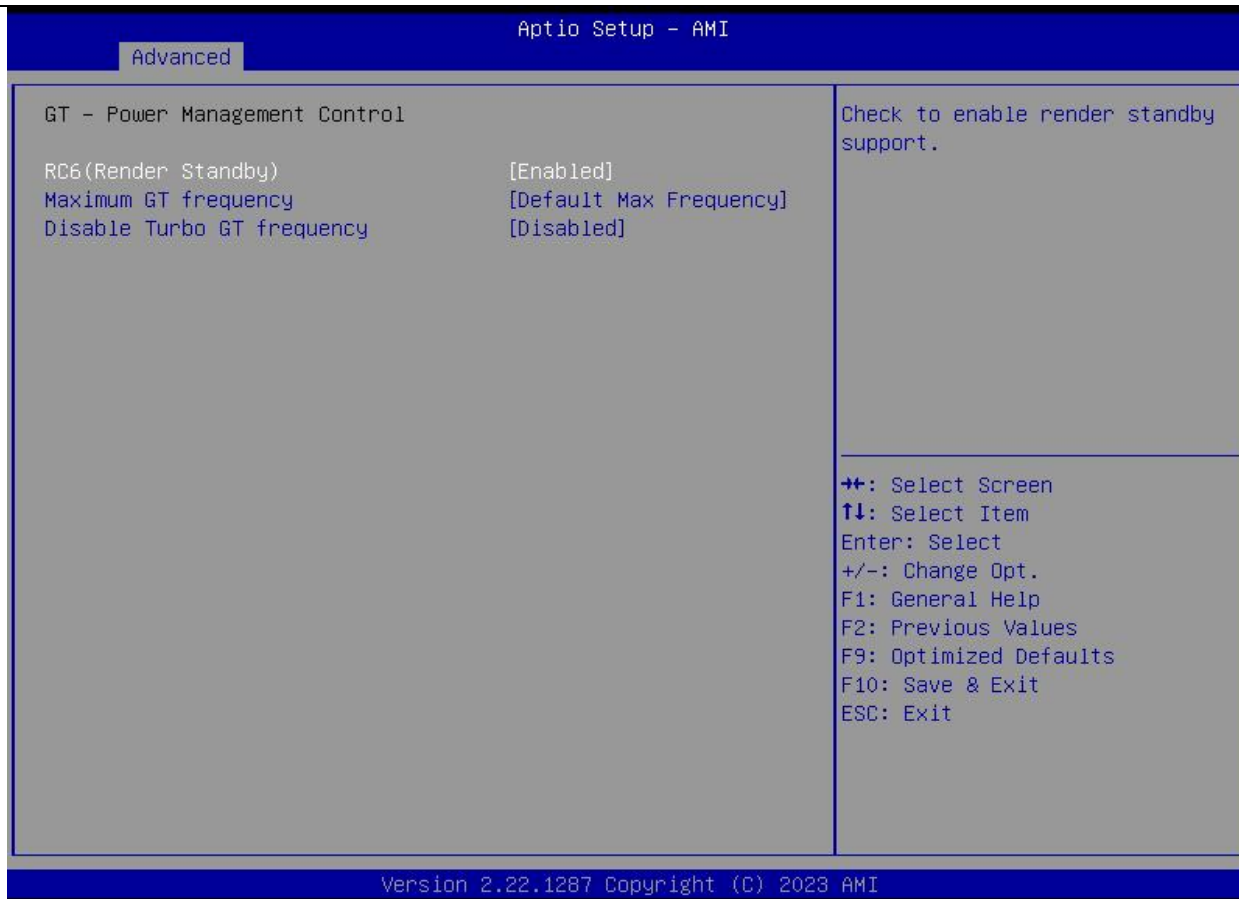 Aptio Setup - AMI
Advanced
GT - Power Management Control
RC6(Render Standby) [Enabled]
Maximum GT frequency [Default Max Frequency]
Disable Turbo GT frequency [Disabled]
Check to enable render standby
support.
→←: Select Screen
↑↓: Select Item
Enter: Select
+/-: Change Opt.
F1: General Help
F2: Previous Values
F9: Optimized Defaults
F10: Save & Exit
ESC: Exit
Version 2.22.1287 Copyright (C) 2023 AMI